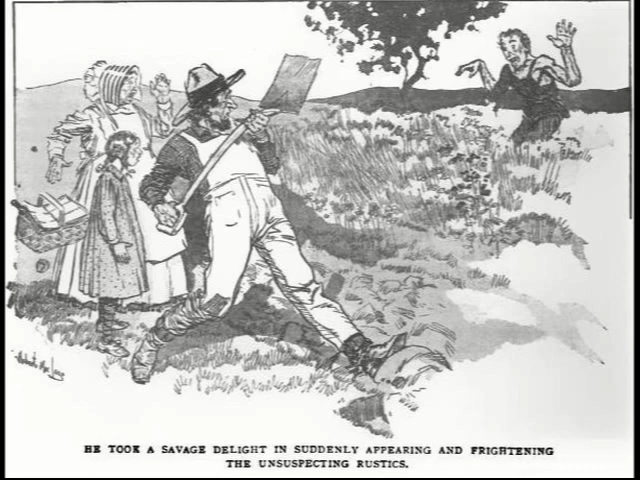 HE TOOK A SAVAGE DELIGHT IN SUDDENLY APPEARING AND FRIGHTENING
THE UNSUSPECTING RUSTICS.